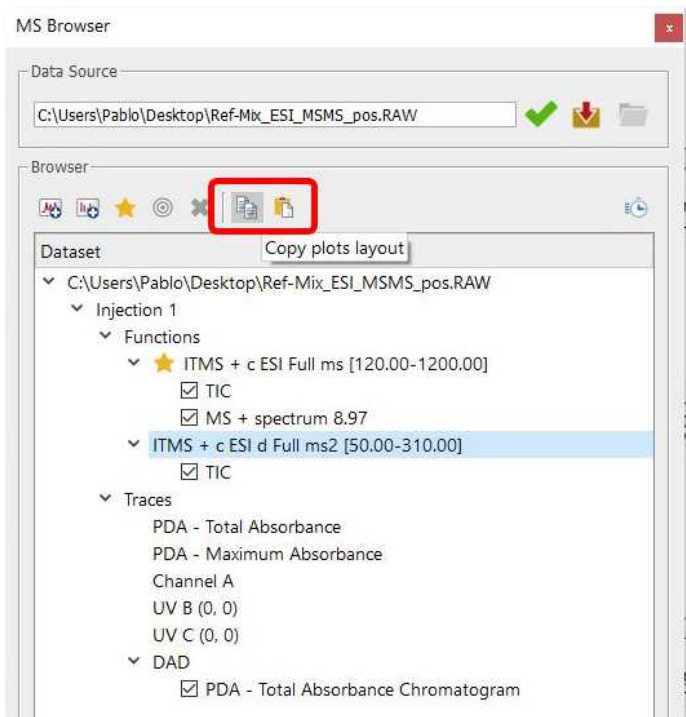 MS Browser
x
Data Source
C:\Users\Pablo\Desktop\Ref-Mix_ESI_MSMS_pos.RAW
Browser
Copy plots layout
Dataset
C:\Users\Pablo\Desktop\Ref-Mix_ESI_MSMS_pos.RAW
Injection 1
Functions
ITMS + c ESI Full ms [120.00-1200.00]
TIC
MS + spectrum 8.97
ITMS + c ESI d Full ms2 [50.00-310.00]
TIC
Traces
PDA - Total Absorbance
PDA - Maximum Absorbance
Channel A
UV B (0, 0)
UV C (0, 0)
DAD
PDA - Total Absorbance Chromatogram